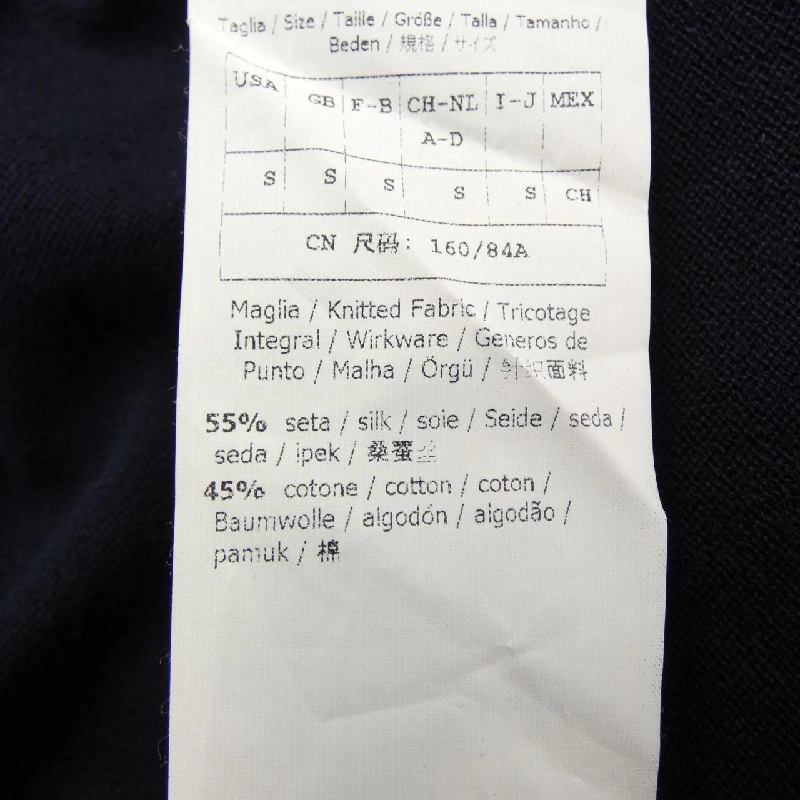 Taglia / Size / Taille / Größe / Talla / Tamanho /
Beden / 規格 / サイズ
USA GB F-B CH-NL I-J MEX
A-D
S S S S S CH
CN 尺码: 160/84A
Maglia / Knitted Fabric / Tricotage
Integral / Wirkware / Generos de
Punto / Malha / Örgü / 针织面料
55% seta / silk / soie / Seide / seda /
seda / ipek / 桑蚕丝
45% cotone / cotton / coton /
Baumwolle / algodón / algodão /
pamuk / 棉